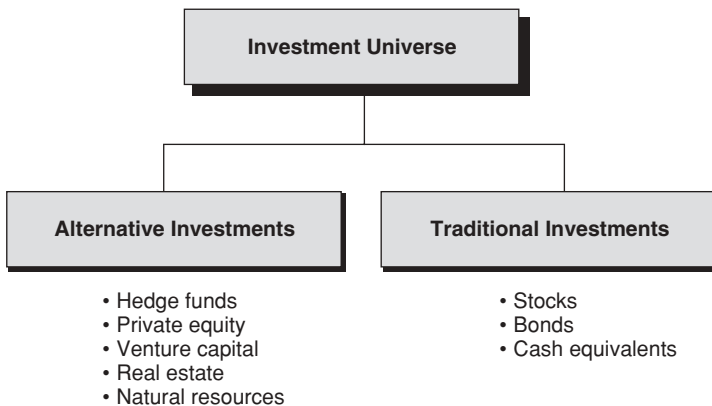 Investment Universe
Alternative Investments
• Hedge funds
• Private equity
• Venture capital
• Real estate
• Natural resources
Traditional Investments
• Stocks
• Bonds
• Cash equivalents